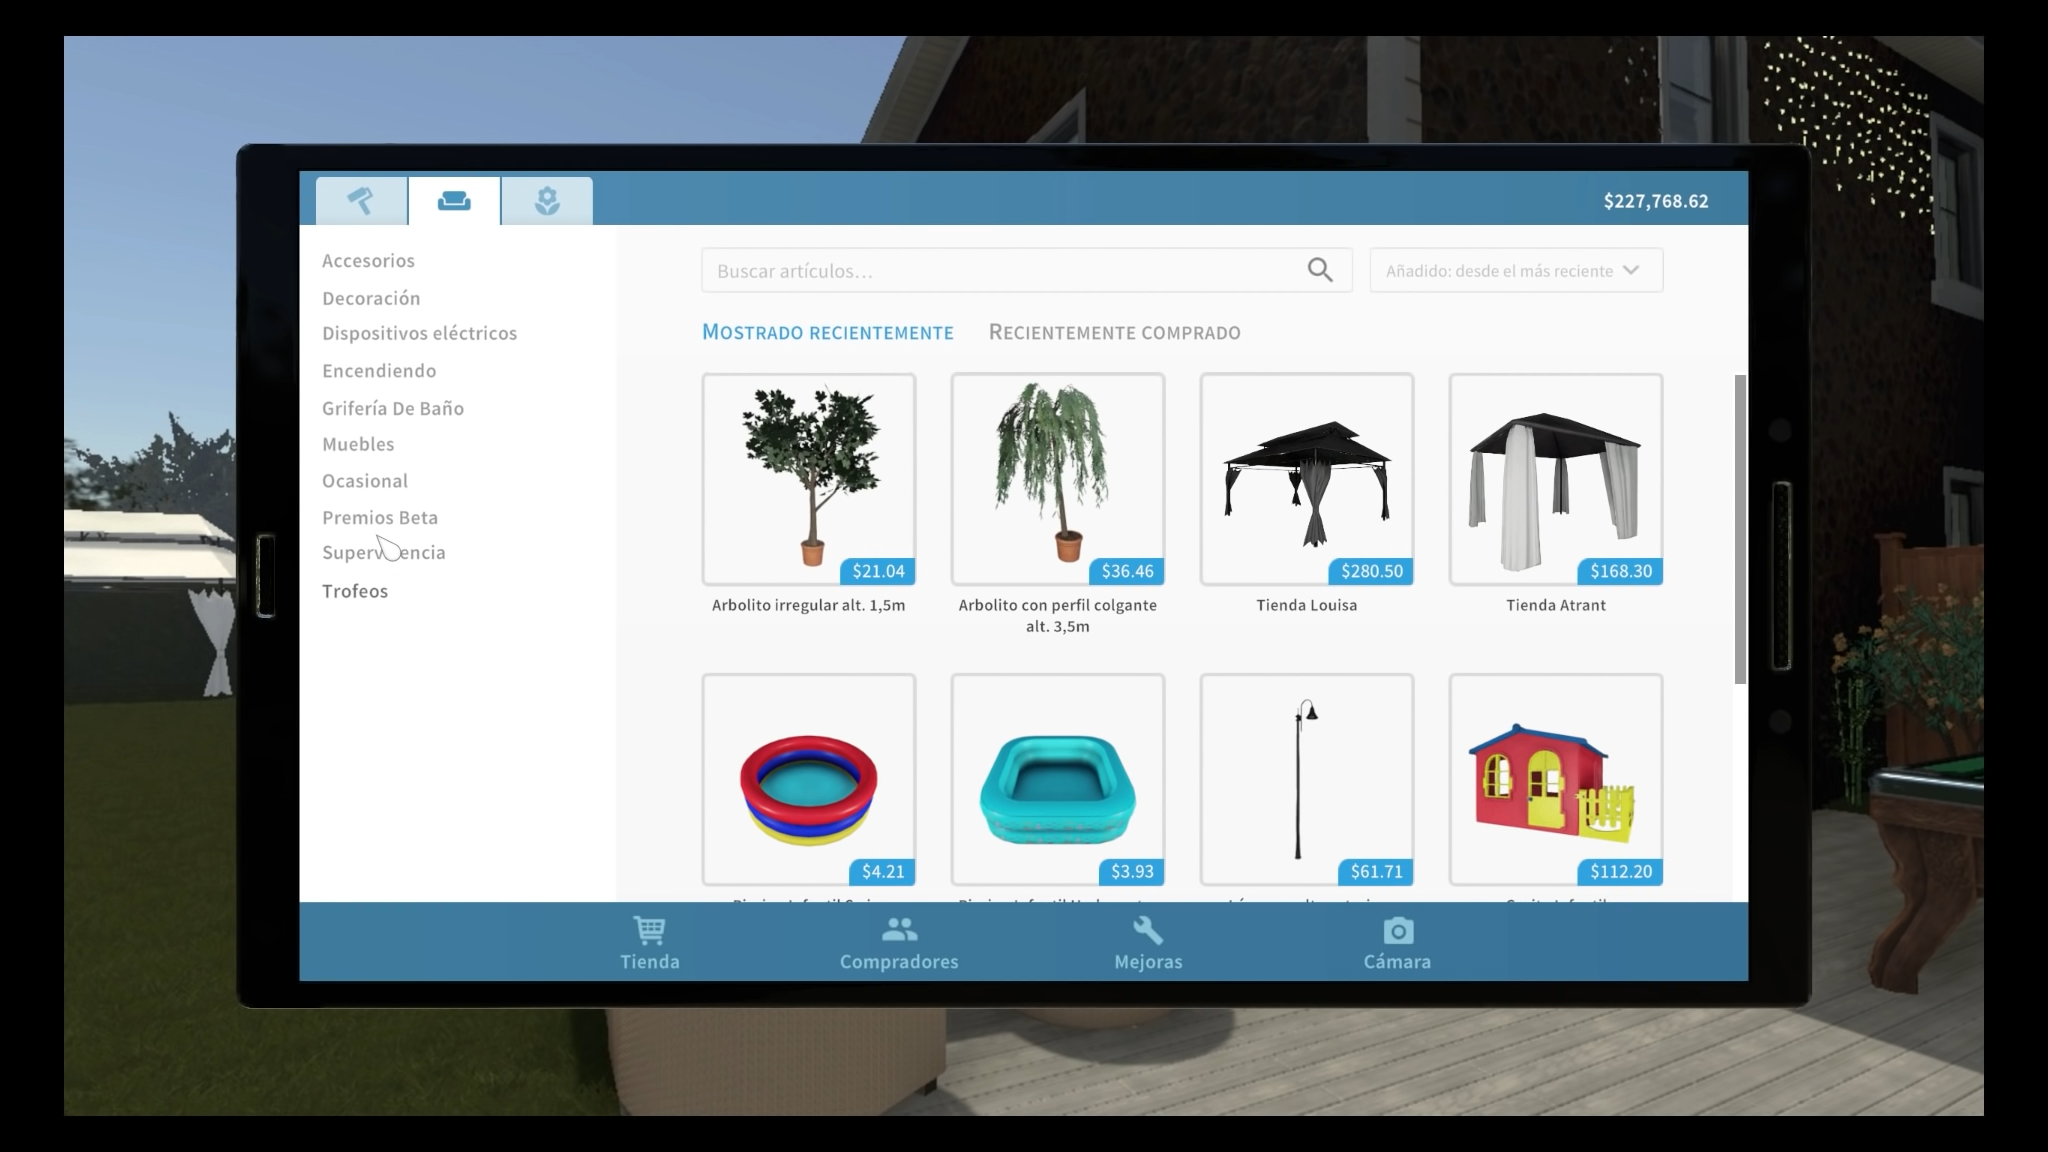 $227,768.62
Accesorios
Decoración
Dispositivos eléctricos
Encendiendo
Grifería De Baño
Muebles
Ocasional
Premios Beta
Trofeos
Buscar artículos...
Añadido: desde el más reciente
MOSTRADO RECIENTEMENTE
RECIENTEMENTE COMPRADO
$21.04
$36.46
$280.50
$168.30
Arbolito irregular alt. 1,5m
Arbolito con perfil colgante
alt. 3,5m
Tienda Louisa
Tienda Atrant
$4.21
$3.93
$61.71
$112.20
Tienda
Compradores
Mejoras
Cámara